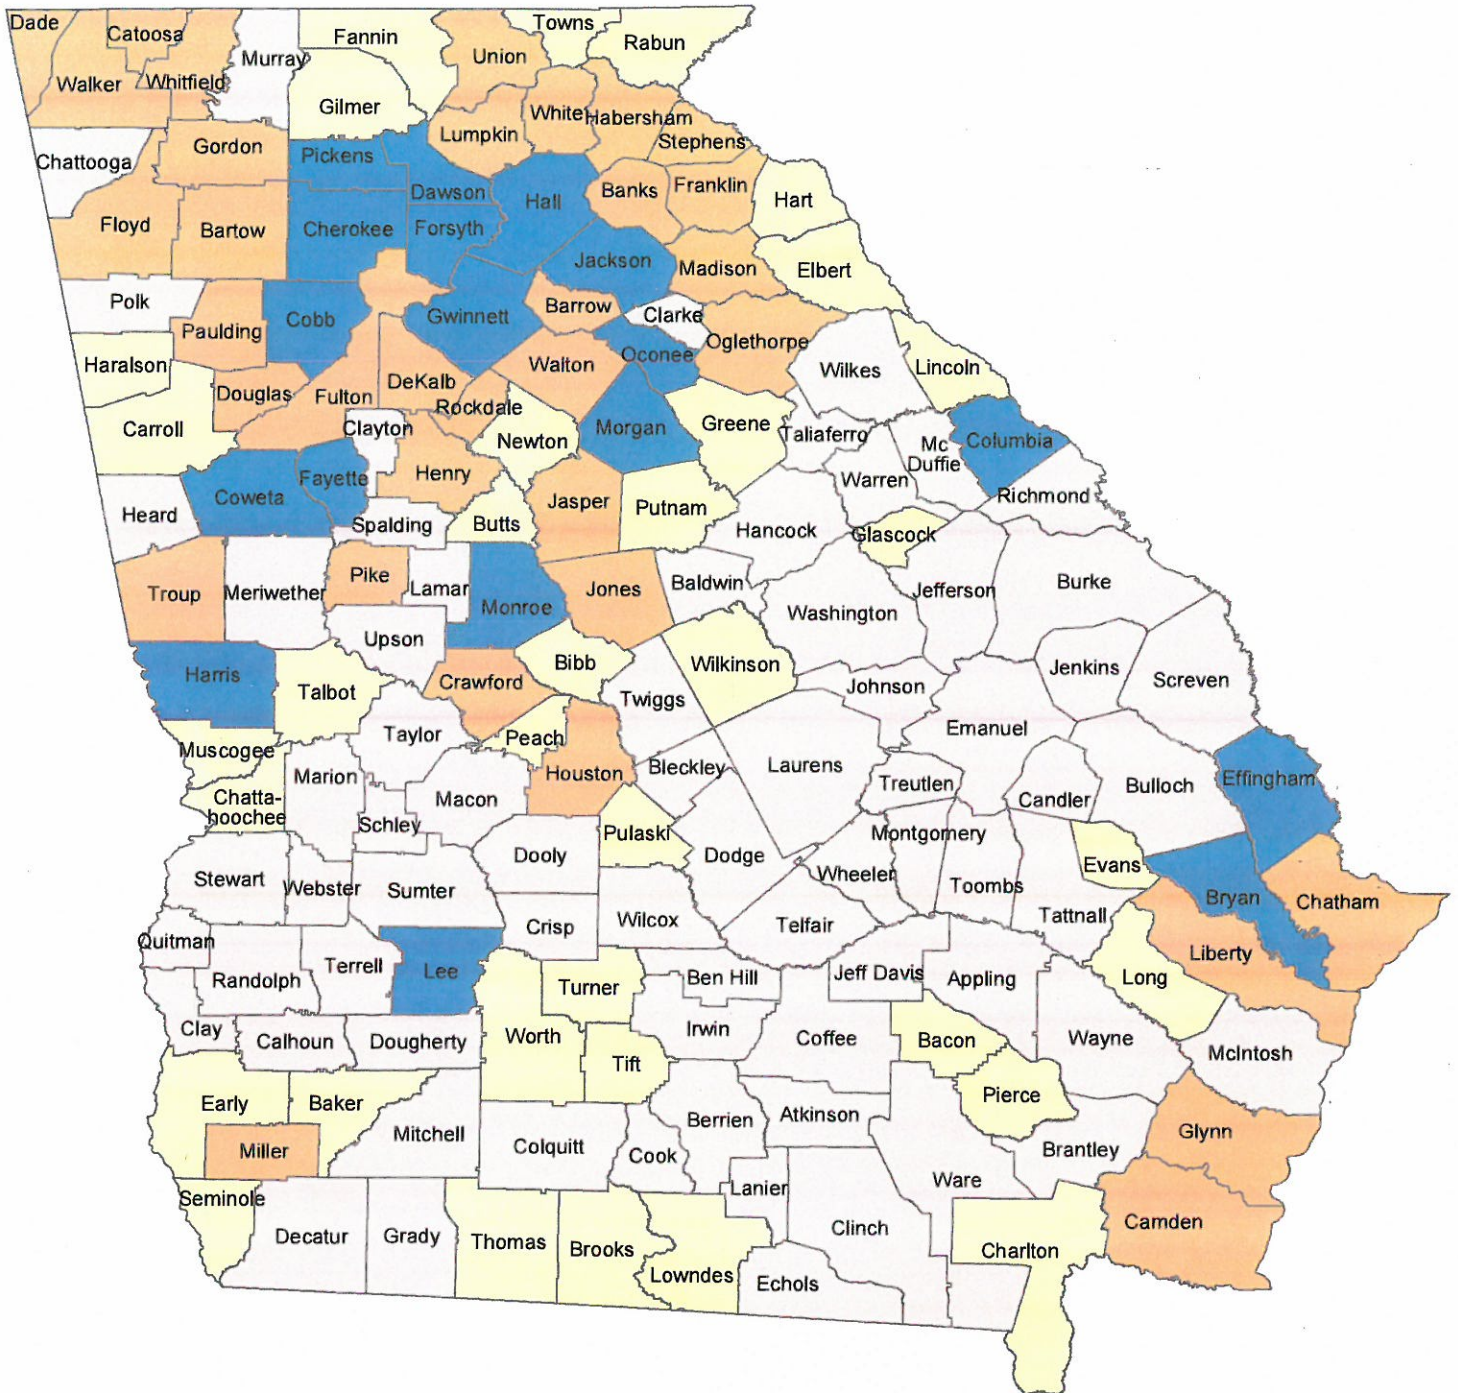 Dade
Catoosa
Walker
Whitfield
Murray
Fannin
Gilmer
Union
Towns
Rabun
White
Habersham
Lumpkin
Stephens
Chattooga
Gordon
Pickens
Dawson
Hall
Banks
Franklin
Hart
Floyd
Bartow
Cherokee
Forsyth
Jackson
Madison
Elbert
Polk
Paulding
Cobb
Gwinnett
Barrow
Clarke
Oconee
Oglethorpe
Haralson
Douglas
Fulton
DeKalb
Rockdale
Walton
Wilkes
Lincoln
Carroll
Clayton
Newton
Morgan
Greene
Taliaferro
Mc
Duffie
Columbia
Heard
Coweta
Fayette
Henry
Spalding
Butts
Jasper
Putnam
Hancock
Warren
Glascock
Richmond
Troup
Meriwether
Pike
Lamar
Monroe
Jones
Baldwin
Washington
Jefferson
Burke
Upson
Harris
Talbot
Crawford
Bibb
Twiggs
Wilkinson
Johnson
Jenkins
Screven
Muscogee
Taylor
Peach
Houston
Bleckley
Laurens
Treutlen
Emanuel
Candler
Bulloch
Effingham
Chatta-
hoochee
Marion
Schley
Macon
Dooly
Pulaski
Dodge
Wheeler
Montgomery
Toombs
Evans
Tattnall
Bryan
Chatham
Stewart
Webster
Sumter
Crisp
Wilcox
Telfair
Liberty
Long
Quitman
Randolph
Terrell
Lee
Turner
Ben Hill
Jeff Davis
Appling
Clay
Calhoun
Dougherty
Worth
Tift
Irwin
Coffee
Bacon
Wayne
McIntosh
Early
Baker
Miller
Mitchell
Colquitt
Cook
Berrien
Atkinson
Pierce
Brantley
Glynn
Seminole
Decatur
Grady
Thomas
Brooks
Lowndes
Lanier
Echols
Clinch
Ware
Charlton
Camden